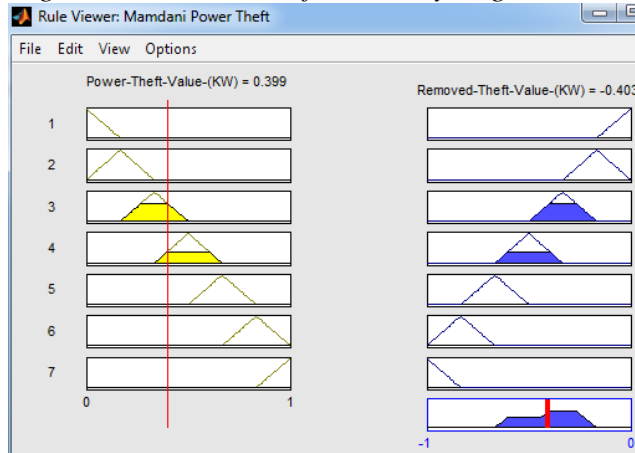 Rule Viewer: Mamdani Power Theft
File Edit View Options
Power-Theft-Value-(KW) = 0.399
Removed-Theft-Value-(KW) = -0.403
1
2
3
4
5
6
7
0 1
-1 0